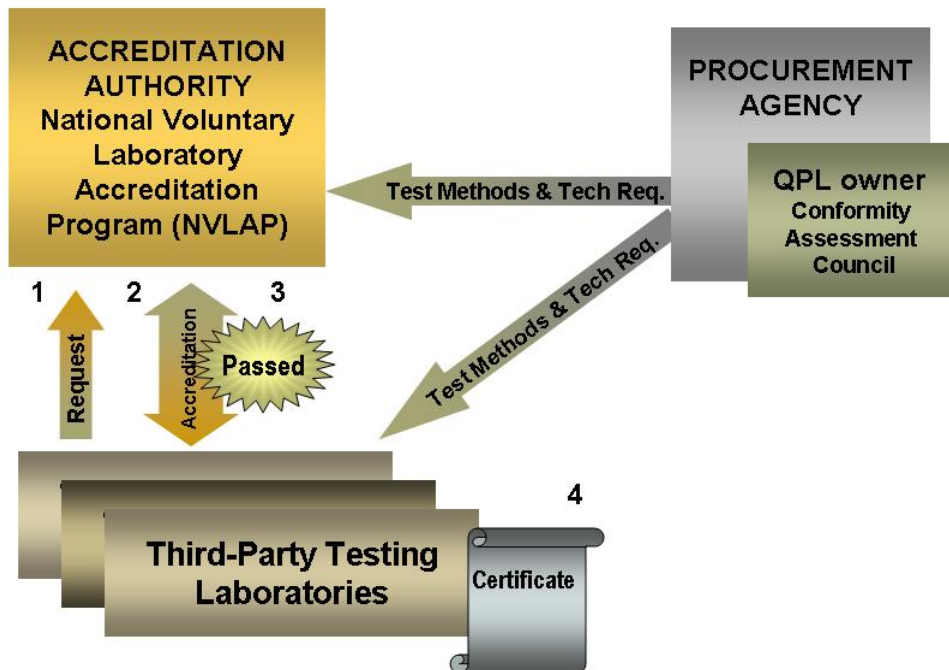 ACCREDITATION
AUTHORITY
National Voluntary
Laboratory
Accreditation
Program (NVLAP)
PROCUREMENT
AGENCY
QPL owner
Conformity
Assessment
Council
Test Methods & Tech Req.
Test Methods & Tech Req.
1
2
3
Request
Accreditation
Passed
4
Third-Party Testing
Laboratories
Certificate